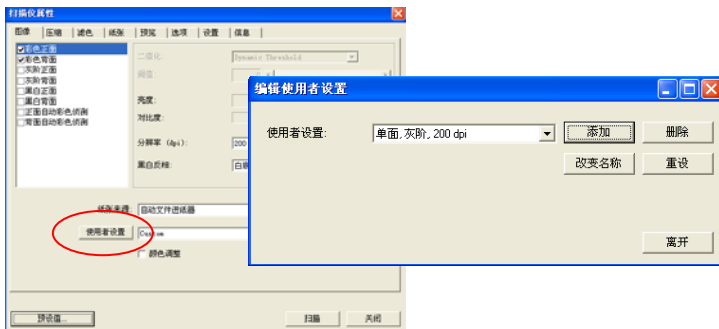 扫描仪属性
图像 压缩 滤色 纸张 预览 选项 设置 信息
彩色正面
彩色背面
灰阶正面
灰阶背面
黑白正面
黑白背面
正面自动彩色侦测
背面自动彩色侦测
二值化:
Dynamic Threshold
阈值:
亮度:
对比度:
分辨率 (dpi):
200
黑白反相:
纸张来源:
自动文件进纸器
使用者设置
Custom
颜色调整
预设值...
扫描
关闭
编辑使用者设置
使用者设置:
单面, 灰阶, 200 dpi
添加
删除
改变名称
重设
离开